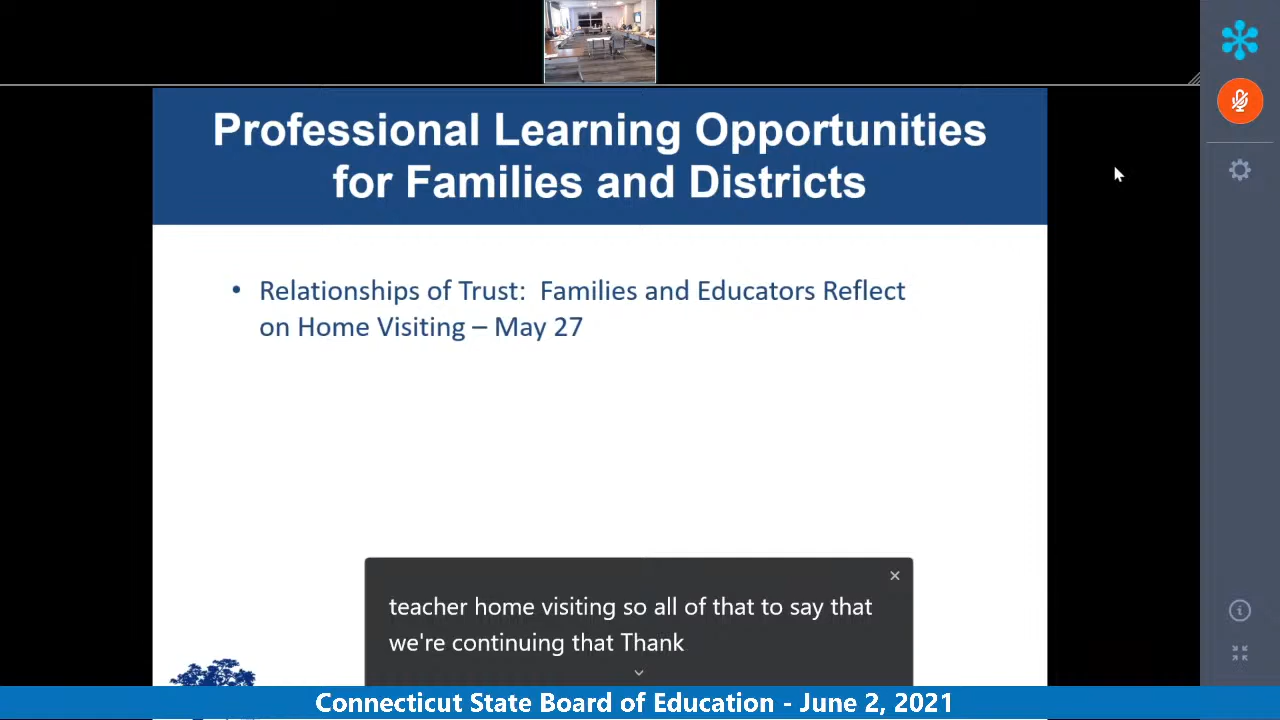 Professional Learning Opportunities
for Families and Districts
• Relationships of Trust:  Families and Educators Reflect
on Home Visiting – May 27
teacher home visiting so all of that to say that
we're continuing that Thank
Connecticut State Board of Education - June 2, 2021